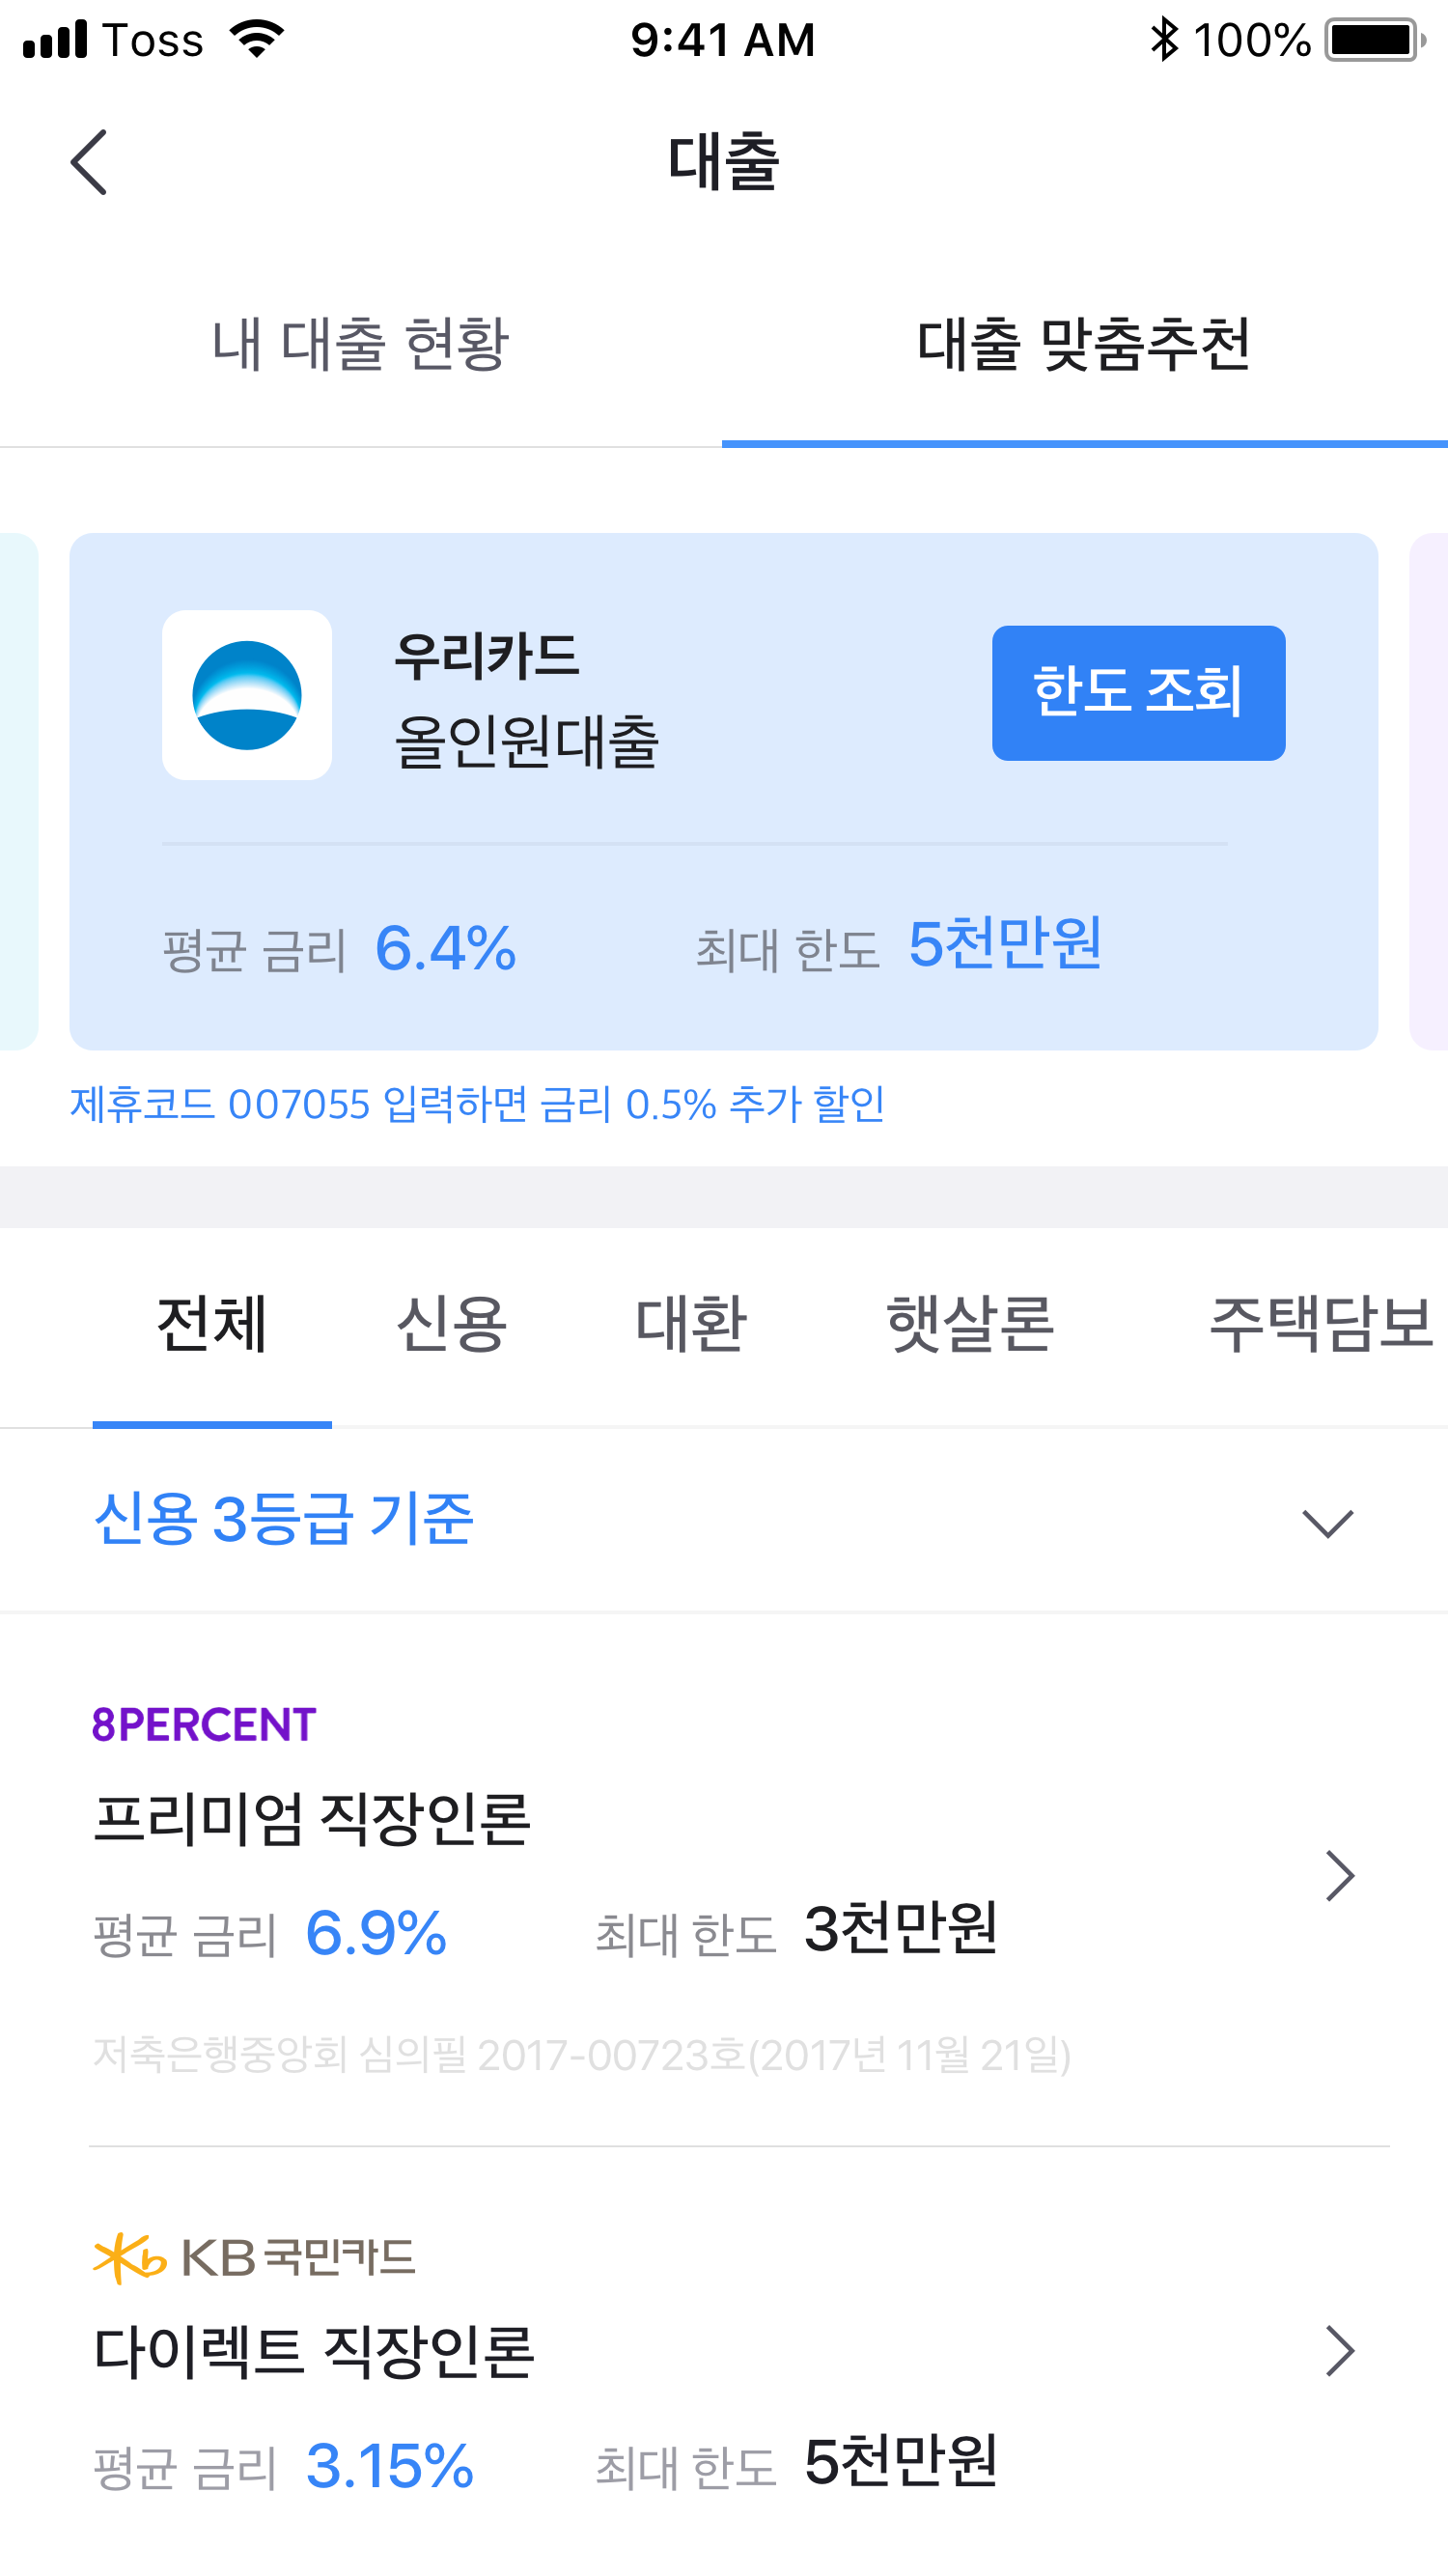 Toss 9:41 AM 100%
대출
내 대출 현황 대출 맞춤추천
우리카드
올인원대출
한도 조회
평균 금리 6.4% 최대 한도 5천만원
제휴코드 007055 입력하면 금리 0.5% 추가 할인
전체 신용 대환 햇살론 주택담보
신용 3등급 기준
8PERCENT
프리미엄 직장인론
평균 금리 6.9% 최대 한도 3천만원
저축은행중앙회 심의필 2017-00723호(2017년 11월 21일)
KB 국민카드
다이렉트 직장인론
평균 금리 3.15% 최대 한도 5천만원